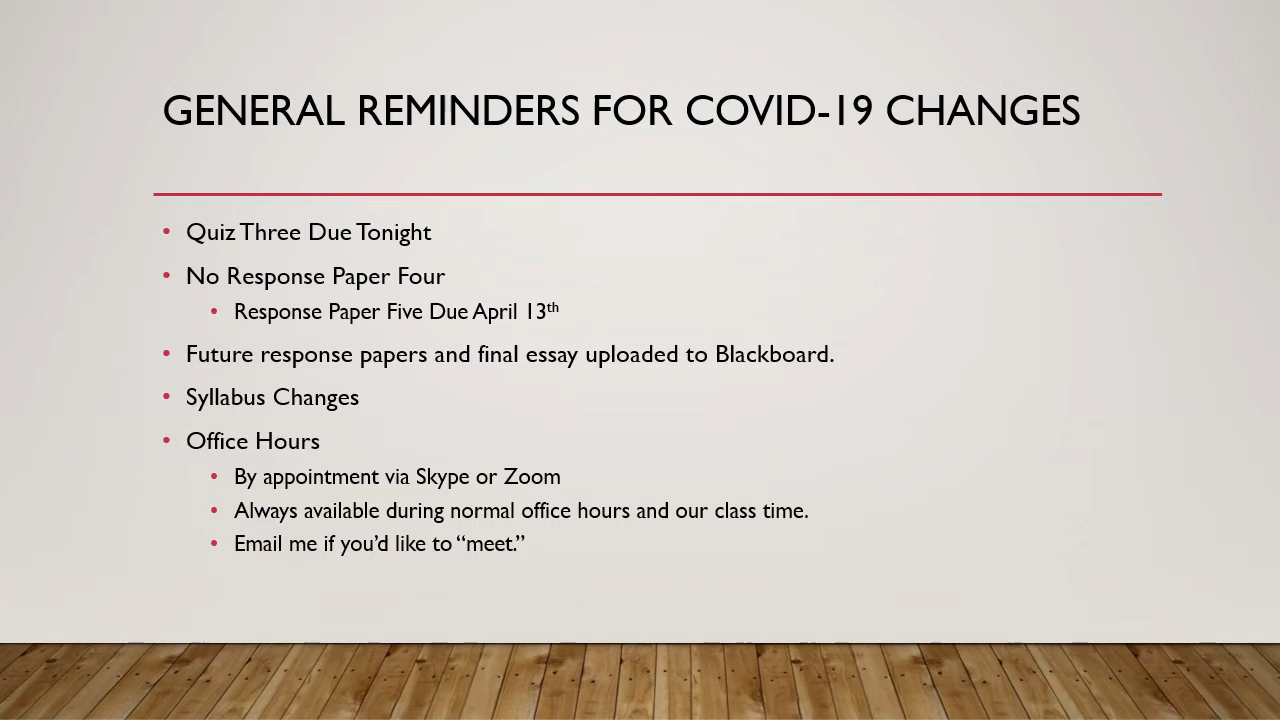 GENERAL REMINDERS FOR COVID-19 CHANGES
• Quiz Three Due Tonight
• No Response Paper Four
• Response Paper Five Due April 13th
• Future response papers and final essay uploaded to Blackboard.
• Syllabus Changes
• Office Hours
• By appointment via Skype or Zoom
• Always available during normal office hours and our class time.
• Email me if you’d like to “meet.”